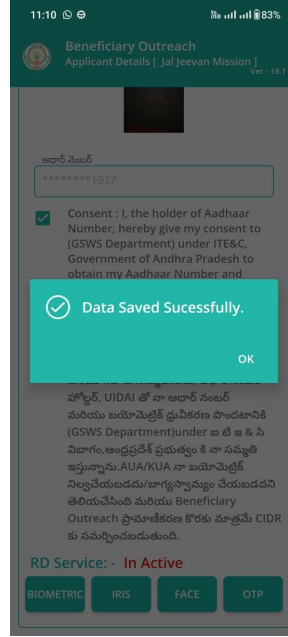 11:10 83%
Beneficiary Outreach
Applicant Details [ Jal Jeevan Mission ]
Ver - 18.1
ఆధార్ నెంబర్
********1917
Consent : I, the
holder of Aadhaar
Number, hereby give my consent to
(GSWS Department) under ITE&C,
Government of Andhra Pradesh to
obtain my Aadhaar Number and
Data Saved Sucessfully.
OK
హోల్డర్, UIDAI తో నా ఆధార్ నంబర్
మరియు బయోమెట్రిక్ ధ్రువీకరణ పొందటానికి
(GSWS Department)under ఐ టి ఇ & సి
విభాగం,ఆంధ్రప్రదేశ్ ప్రభుత్వం కి నా సమ్మతి
ఇస్తున్నాను.AUA/KUA నా బయోమెట్రిక్
నిల్వచేయబడదు/బాగ్యస్వామ్యం చేయబడదని
తెలియచేసింది మరియు Beneficiary
Outreach ప్రామాణీకరణ కొరకు మాత్రమే CIDR
కు సమర్పించబడుతుంది.
RD Service: - In Active
BIOMETRIC IRIS FACE OTP